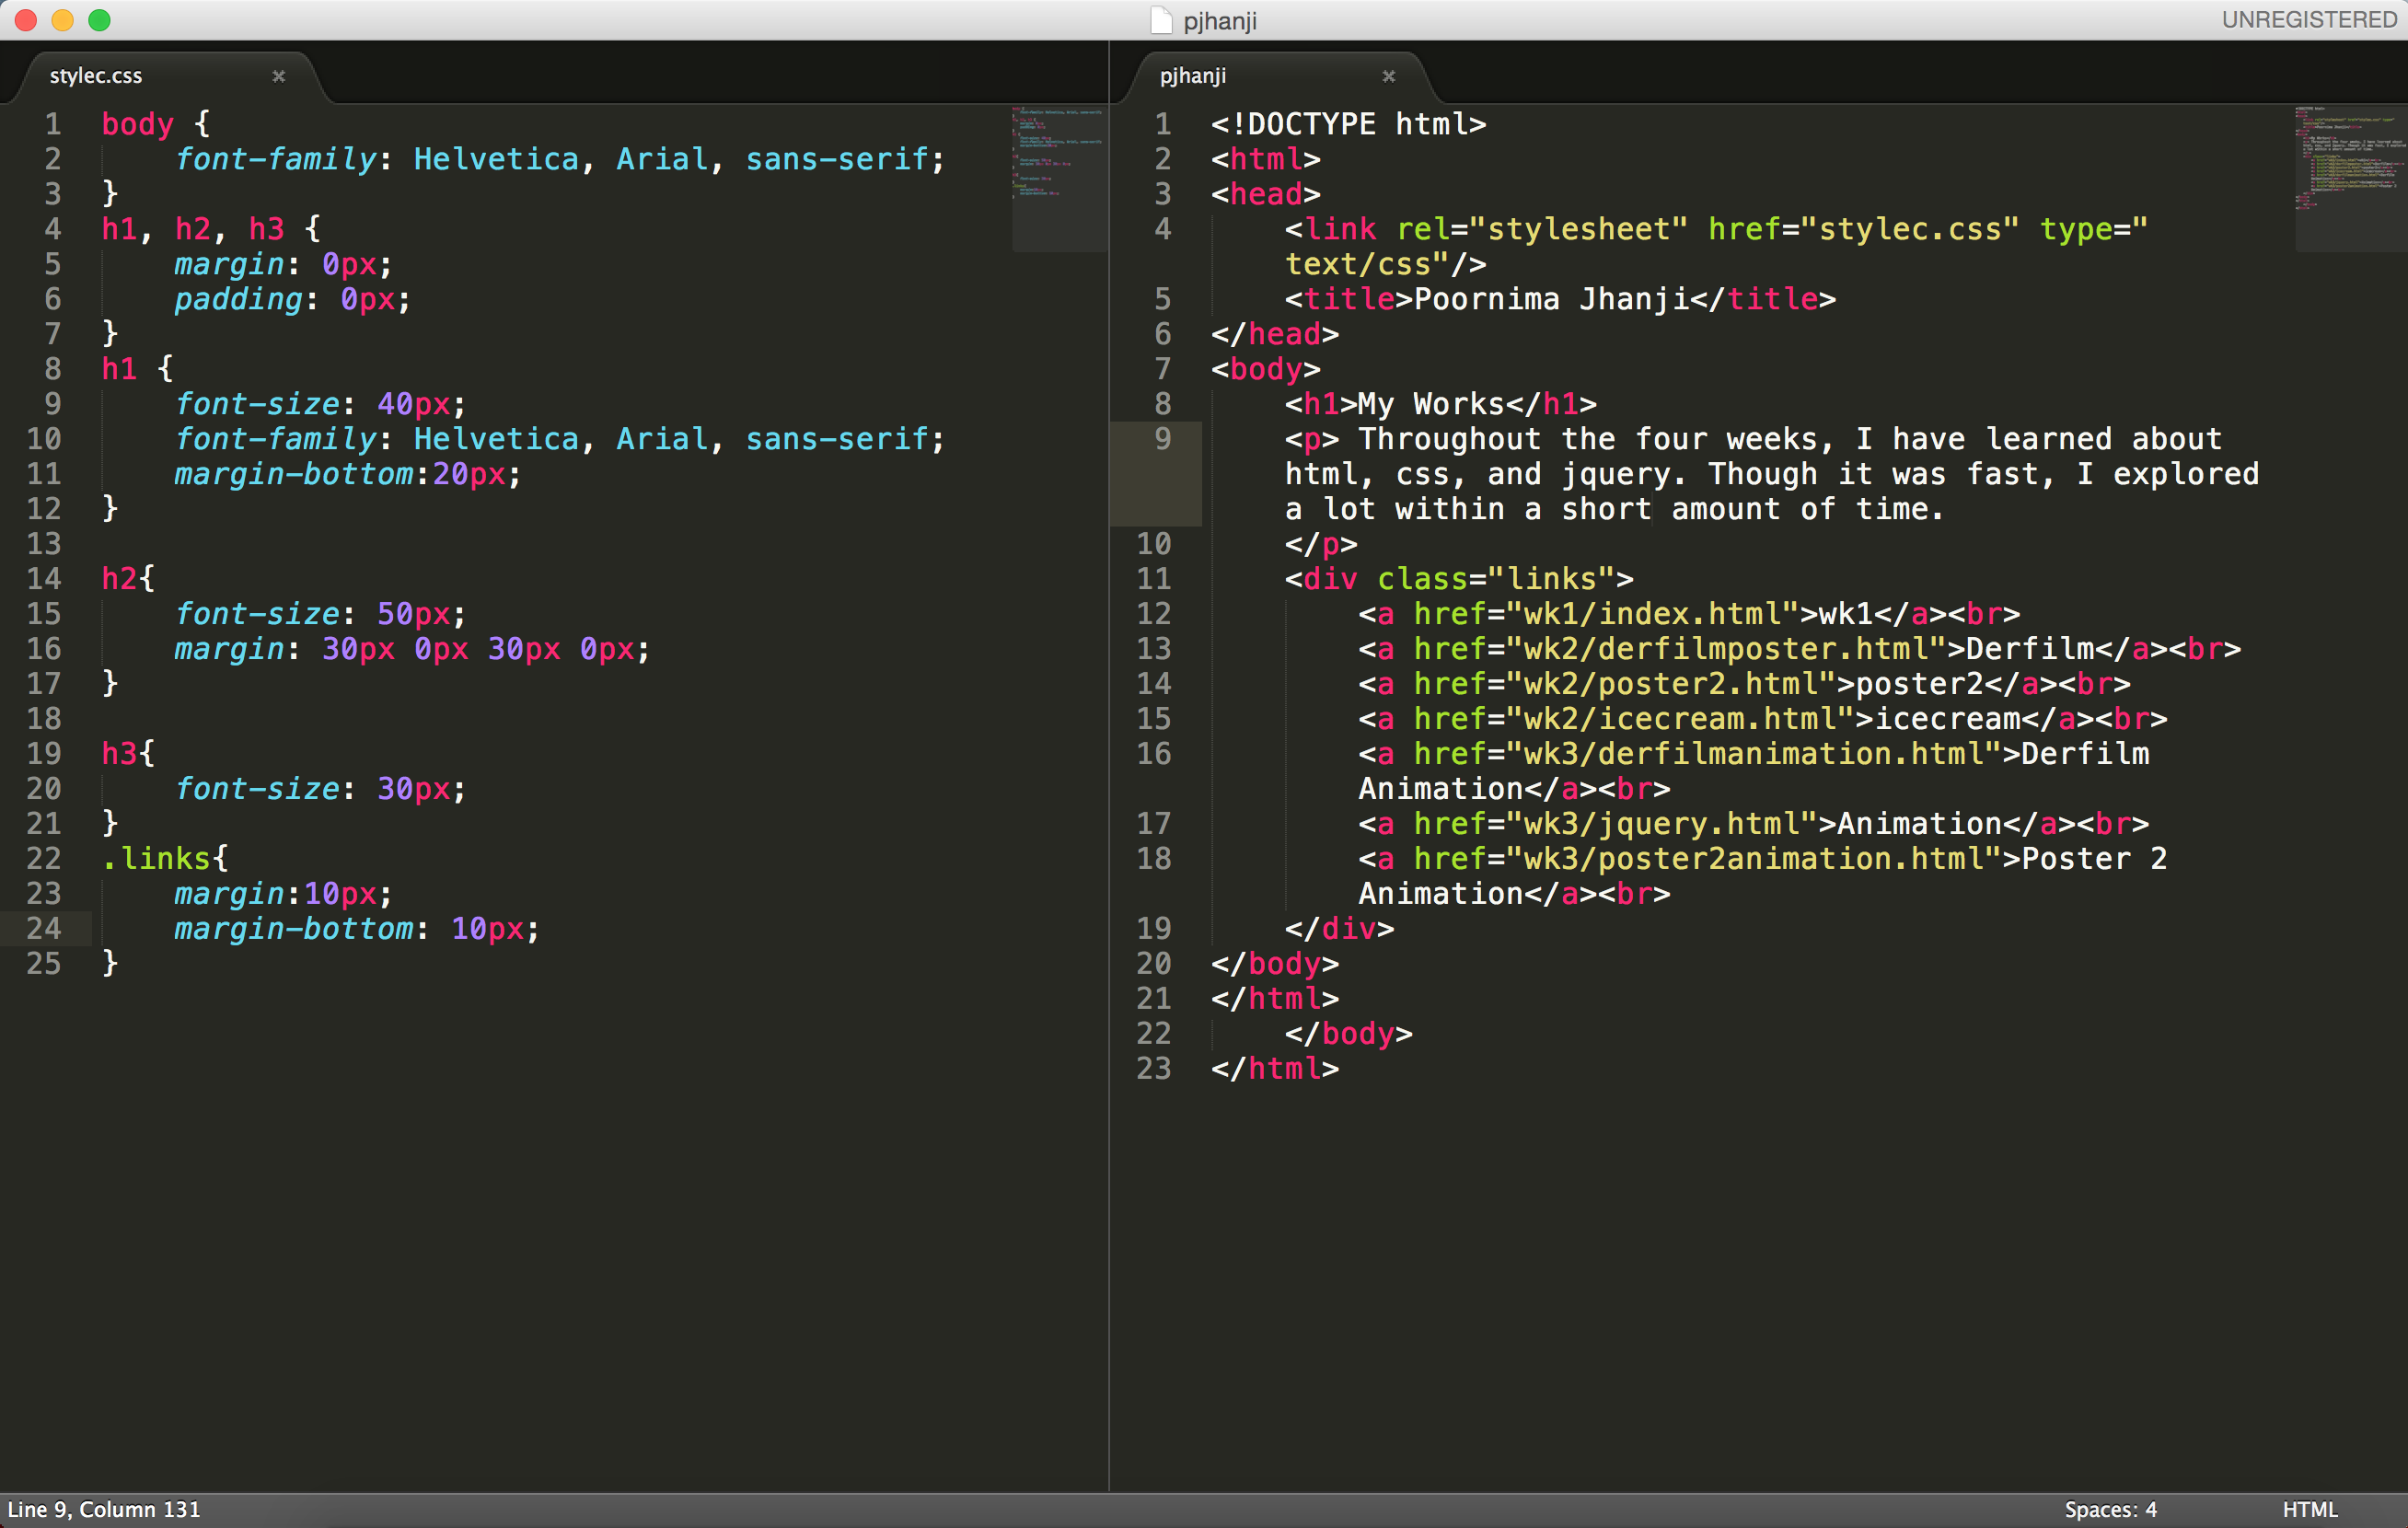 pjhanji
UNREGISTERED
stylec.css
1 body {
2     font-family: Helvetica, Arial, sans-serif;
3 }
4 h1, h2, h3 {
5     margin: 0px;
6     padding: 0px;
7 }
8 h1 {
9     font-size: 40px;
10     font-family: Helvetica, Arial, sans-serif;
11     margin-bottom:20px;
12 }
13
14 h2{
15     font-size: 50px;
16     margin: 30px 0px 30px 0px;
17 }
18
19 h3{
20     font-size: 30px;
21 }
22 .links{
23     margin:10px;
24     margin-bottom: 10px;
25 }
pjhanji
1 <!DOCTYPE html>
2 <html>
3 <head>
4     <link rel="stylesheet" href="stylec.css" type="
text/css"/>
5     <title>Poornima Jhanji</title>
6 </head>
7 <body>
8     <h1>My Works</h1>
9     <p> Throughout the four weeks, I have learned about
html, css, and jquery. Though it was fast, I explored
a lot within a short amount of time.
10     </p>
11     <div class="links">
12         <a href="wk1/index.html">wk1</a><br>
13         <a href="wk2/derfilmposter.html">Derfilm</a><br>
14         <a href="wk2/poster2.html">poster2</a><br>
15         <a href="wk2/icecream.html">icecream</a><br>
16         <a href="wk3/derfilmanimation.html">Derfilm
Animation</a><br>
17         <a href="wk3/jquery.html">Animation</a><br>
18         <a href="wk3/poster2animation.html">Poster 2
Animation</a><br>
19     </div>
20 </body>
21 </html>
22     </body>
23 </html>
Line 9, Column 131
Spaces: 4
HTML